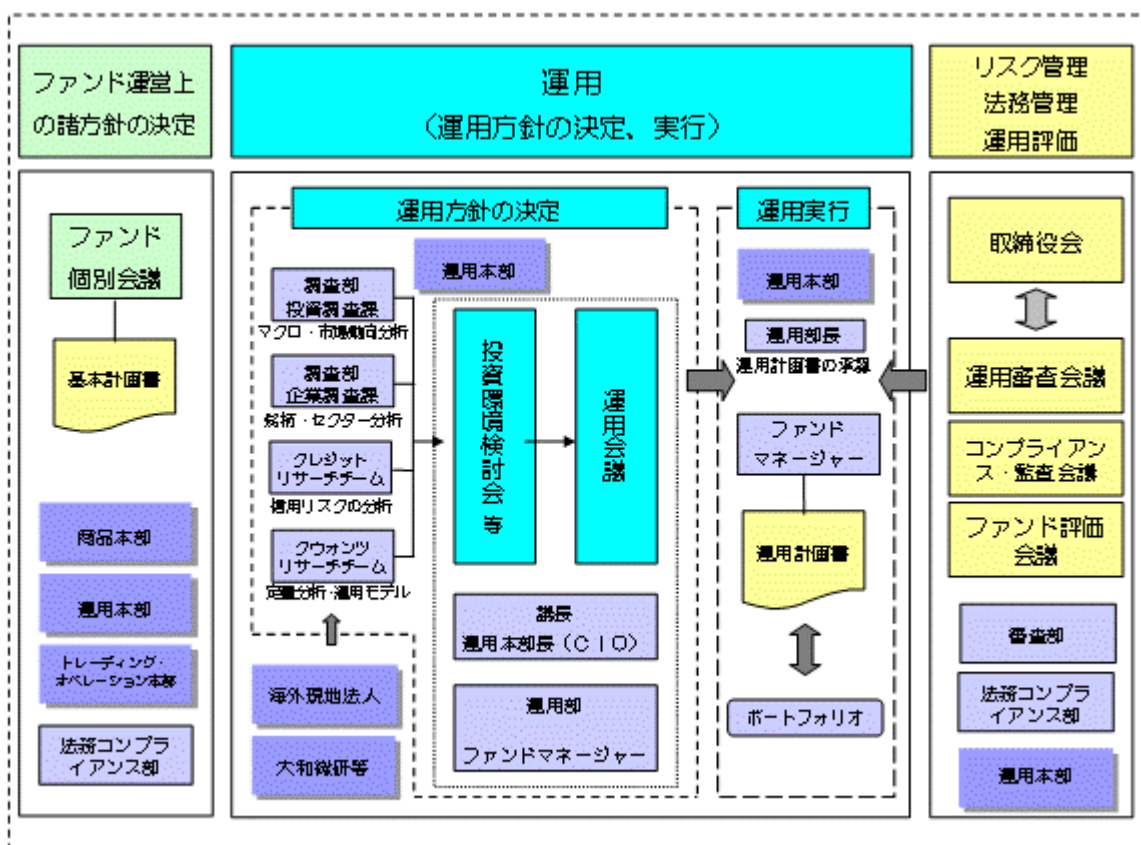 ファンド運営上
の諸方針の決定
運用
（運用方針の決定、実行）
リスク管理
法務管理
運用評価
ファンド
個別会議
基本計画書
商品本部
運用本部
トレーディング・
オペレーション本部
法務コンプラ
イアンス部
運用方針の決定
運用本部
調査部
投資調査課
マクロ・市場動向分析
調査部
企業調査課
銘柄・セクター分析
クレジット
リサーチチーム
信用リスクの分析
クウォンツ
リサーチチーム
定量分析・運用モデル
海外現地法人
大和総研等
投資環境検討会 等
運用会議
議長
運用本部長（ＣＩＯ）
運用部
ファンドマネージャー
運用実行
運用本部
運用部長
運用計画書の承認
ファンド
マネージャー
運用計画書
ポートフォリオ
取締役会
運用審査会議
コンプライアン
ス・監査会議
ファンド評価
会議
審査部
法務コンプラ
イアンス部
運用本部